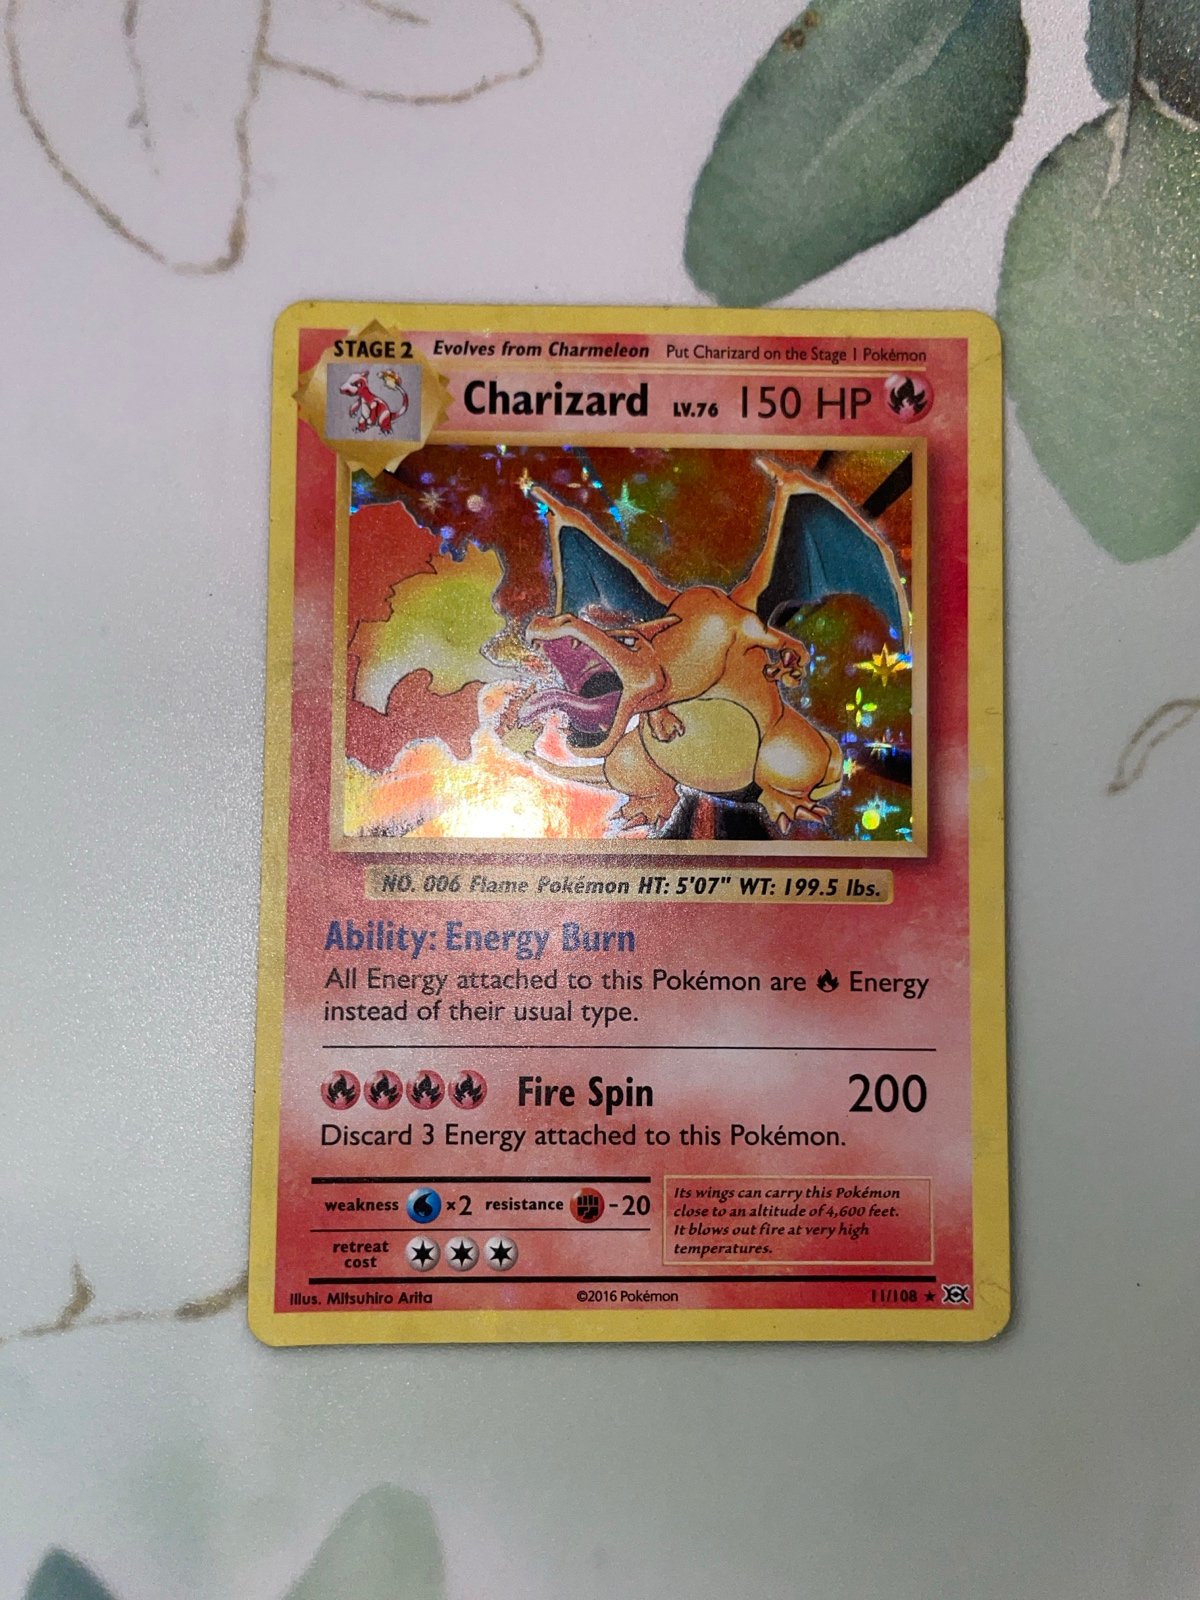 STAGE 2 Evolves from Charmeleon Put Charizard on the Stage 1 Pokémon
Charizard LV.76 150 HP
NO. 006 Flame Pokémon HT: 5'07" WT: 199.5 lbs.
Ability: Energy Burn
All Energy attached to this Pokémon are Energy
instead of their usual type.
Fire Spin 200
Discard 3 Energy attached to this Pokémon.
weakness ×2 resistance -20
retreat
cost
Its wings can carry this Pokémon
close to an altitude of 4,600 feet.
It blows out fire at very high
temperatures.
Illus. Mitsuhiro Arita ©2016 Pokémon 11/108 ★